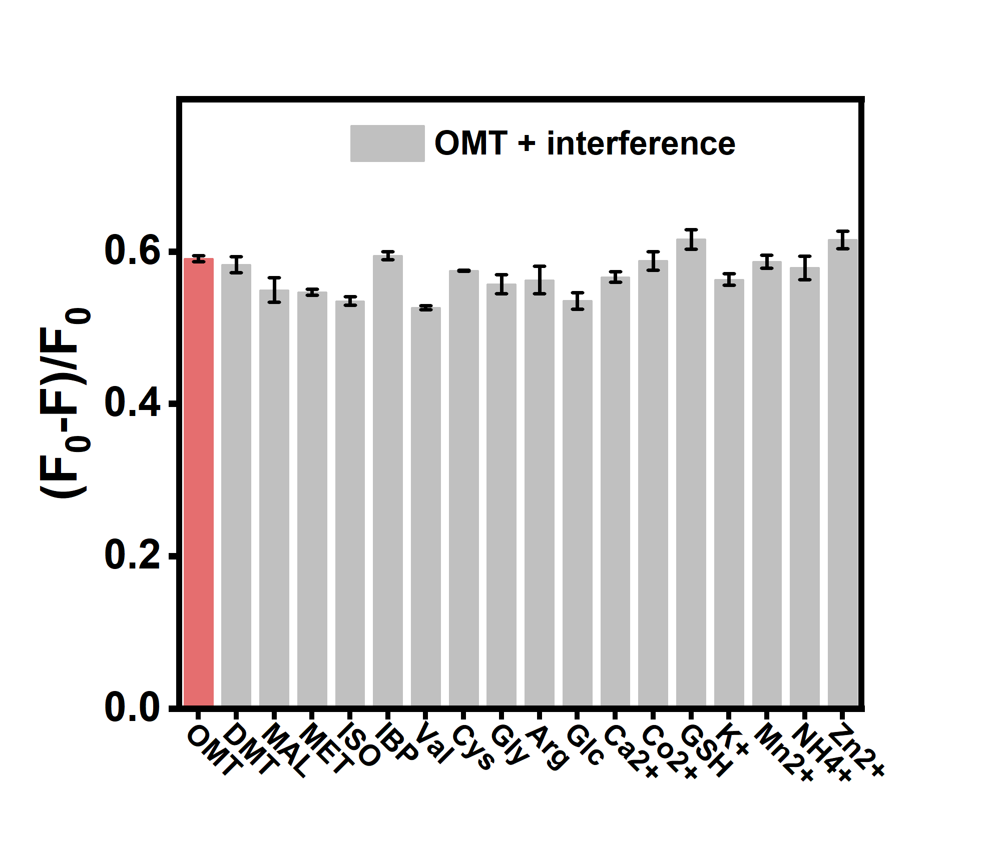 OMT + interference
(F0-F)/F0
0.6
0.4
0.2
0.0
OMT
DMT
MAL
MET
ISO
IBP
Val
Cys
Gly
Arg
Glc
Ca2+
Co2+
GSH
K+
Mn2+
NH4+
Zn2+